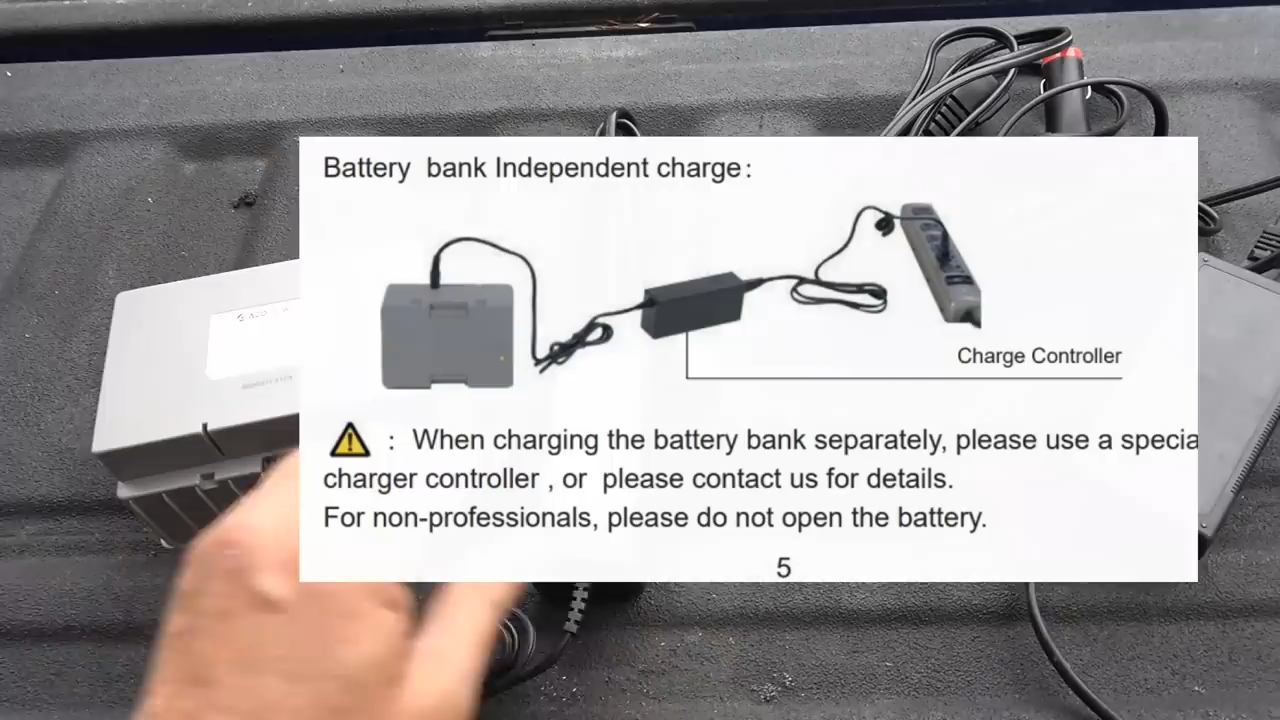 Battery bank Independent charge:
Charge Controller
: When charging the battery bank separately, please use a specia
charger controller , or please contact us for details.
For non-professionals, please do not open the battery.
5